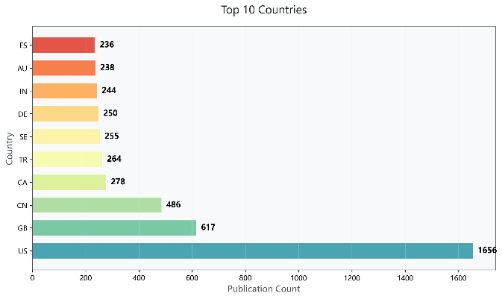 Top 10 Countries
ES 236
AU 238
IN 244
DE 250
SE 255
TR 264
CA 278
CN 486
GB 617
US 1656
Country
0 200 400 600 800 1000 1200 1400 1600
Publication Count